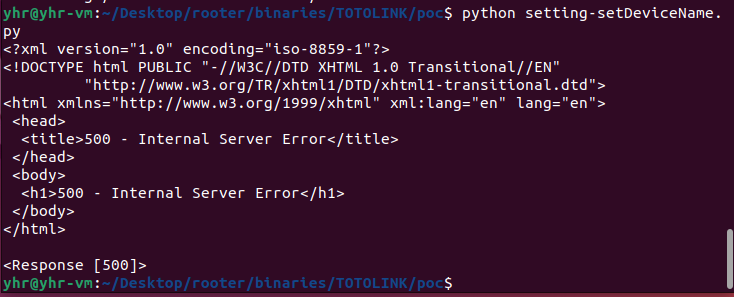 yhr@yhr-vm:~/Desktop/rooter/binaries/TOTOLINK/poc$ python setting-setDeviceName.
py
<?xml version="1.0" encoding="iso-8859-1"?>
<!DOCTYPE html PUBLIC "-//W3C//DTD XHTML 1.0 Transitional//EN"
         "http://www.w3.org/TR/xhtml1/DTD/xhtml1-transitional.dtd">
<html xmlns="http://www.w3.org/1999/xhtml" xml:lang="en" lang="en">
 <head>
  <title>500 - Internal Server Error</title>
 </head>
 <body>
  <h1>500 - Internal Server Error</h1>
 </body>
</html>
<Response [500]>
yhr@yhr-vm:~/Desktop/rooter/binaries/TOTOLINK/poc$